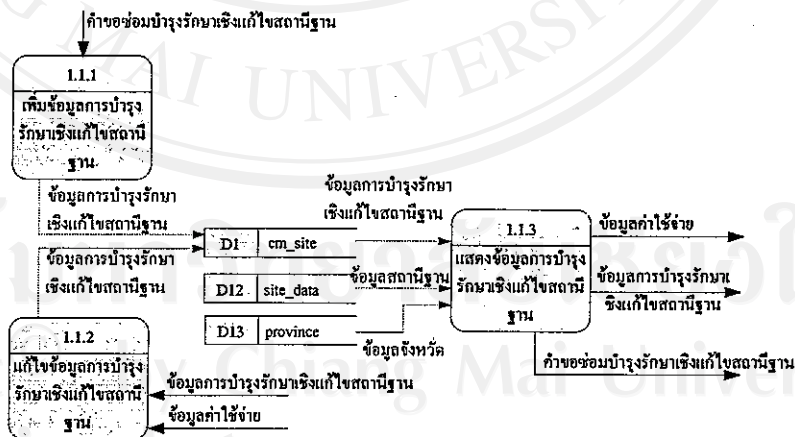 คำขอซ่อมบำรุงรักษาเชิงแก้ไขสถานีฐาน
1.1.1
เพิ่มข้อมูลการบำรุง
รักษาเชิงแก้ไขสถานี
ฐาน
ข้อมูลการบำรุงรักษา
เชิงแก้ไขสถานีฐาน
ข้อมูลการบำรุงรักษา
เชิงแก้ไขสถานีฐาน
1.1.2
แก้ไขข้อมูลการบำรุง
รักษาเชิงแก้ไขสถานี
ฐาน
ข้อมูลการบำรุงรักษาเชิงแก้ไขสถานีฐาน
ข้อมูลค่าใช้จ่าย
D1 cm_site
D12 site_data
D13 province
ข้อมูลการบำรุงรักษา
เชิงแก้ไขสถานีฐาน
ข้อมูลสถานีฐาน
ข้อมูลจังหวัด
1.1.3
แสดงข้อมูลการบำรุง
รักษาเชิงแก้ไขสถานี
ฐาน
ข้อมูลค่าใช้จ่าย
ข้อมูลการบำรุงรักษาเ
ชิงแก้ไขสถานีฐาน
คำขอซ่อมบำรุงรักษาเชิงแก้ไขสถานีฐาน
MAI UNIVERSI
by Chiang Mai Univer